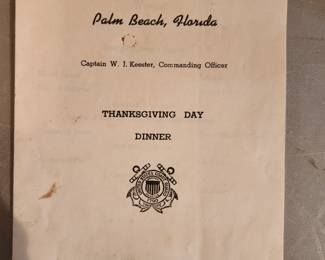 Palm Beach, Florida
Captain W. J. Keester, Commanding Officer
THANKSGIVING DAY
DINNER